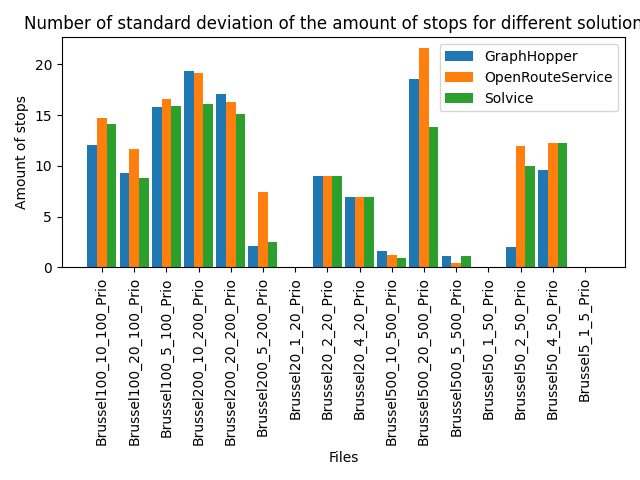 Number of standard deviation of the amount of stops for different solution
GraphHopper
OpenRouteService
Solvice
Amount of stops
20
15
10
5
0
Brussel100_10_100_Prio
Brussel100_20_100_Prio
Brussel100_5_100_Prio
Brussel200_10_200_Prio
Brussel200_20_200_Prio
Brussel200_5_200_Prio
Brussel20_1_20_Prio
Brussel20_2_20_Prio
Brussel20_4_20_Prio
Brussel500_10_500_Prio
Brussel500_20_500_Prio
Brussel500_5_500_Prio
Brussel50_1_50_Prio
Brussel50_2_50_Prio
Brussel50_4_50_Prio
Brussel5_1_5_Prio
Files